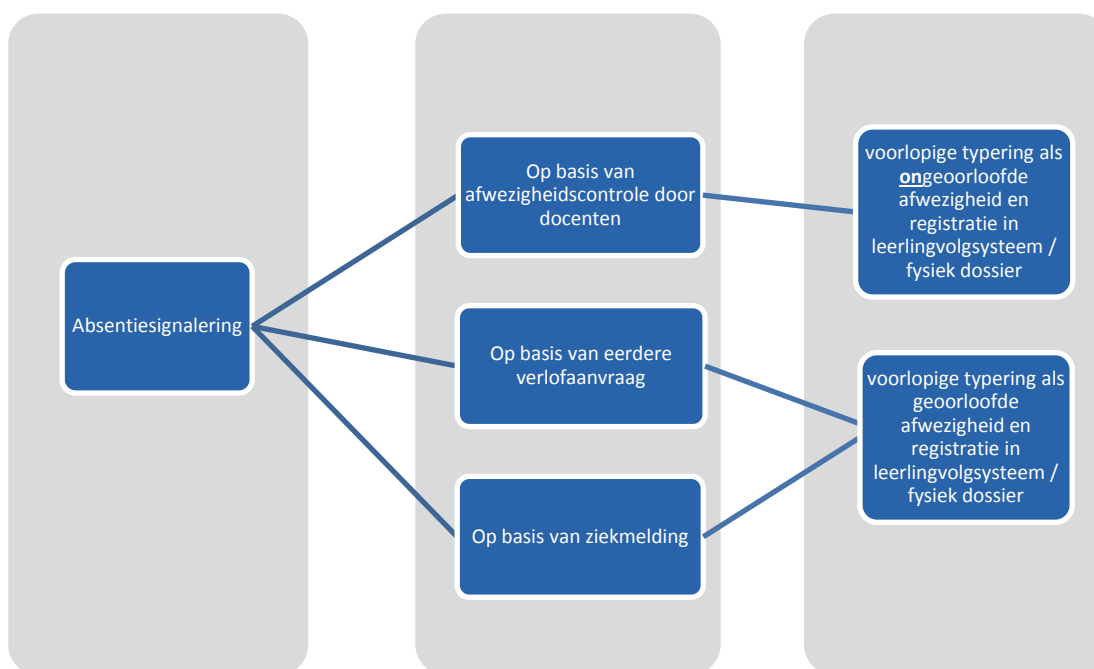 Absentiesignalering
Op basis van
afwezigheidscontrole door
docenten
Op basis van eerdere
verlofaanvraag
Op basis van ziekmelding
voorlopige typering als
ongeoorloofde
afwezigheid en
registratie in
leerlingvolgsysteem /
fysiek dossier
voorlopige typering als
geoorloofde
afwezigheid en
registratie in
leerlingvolgsysteem /
fysiek dossier